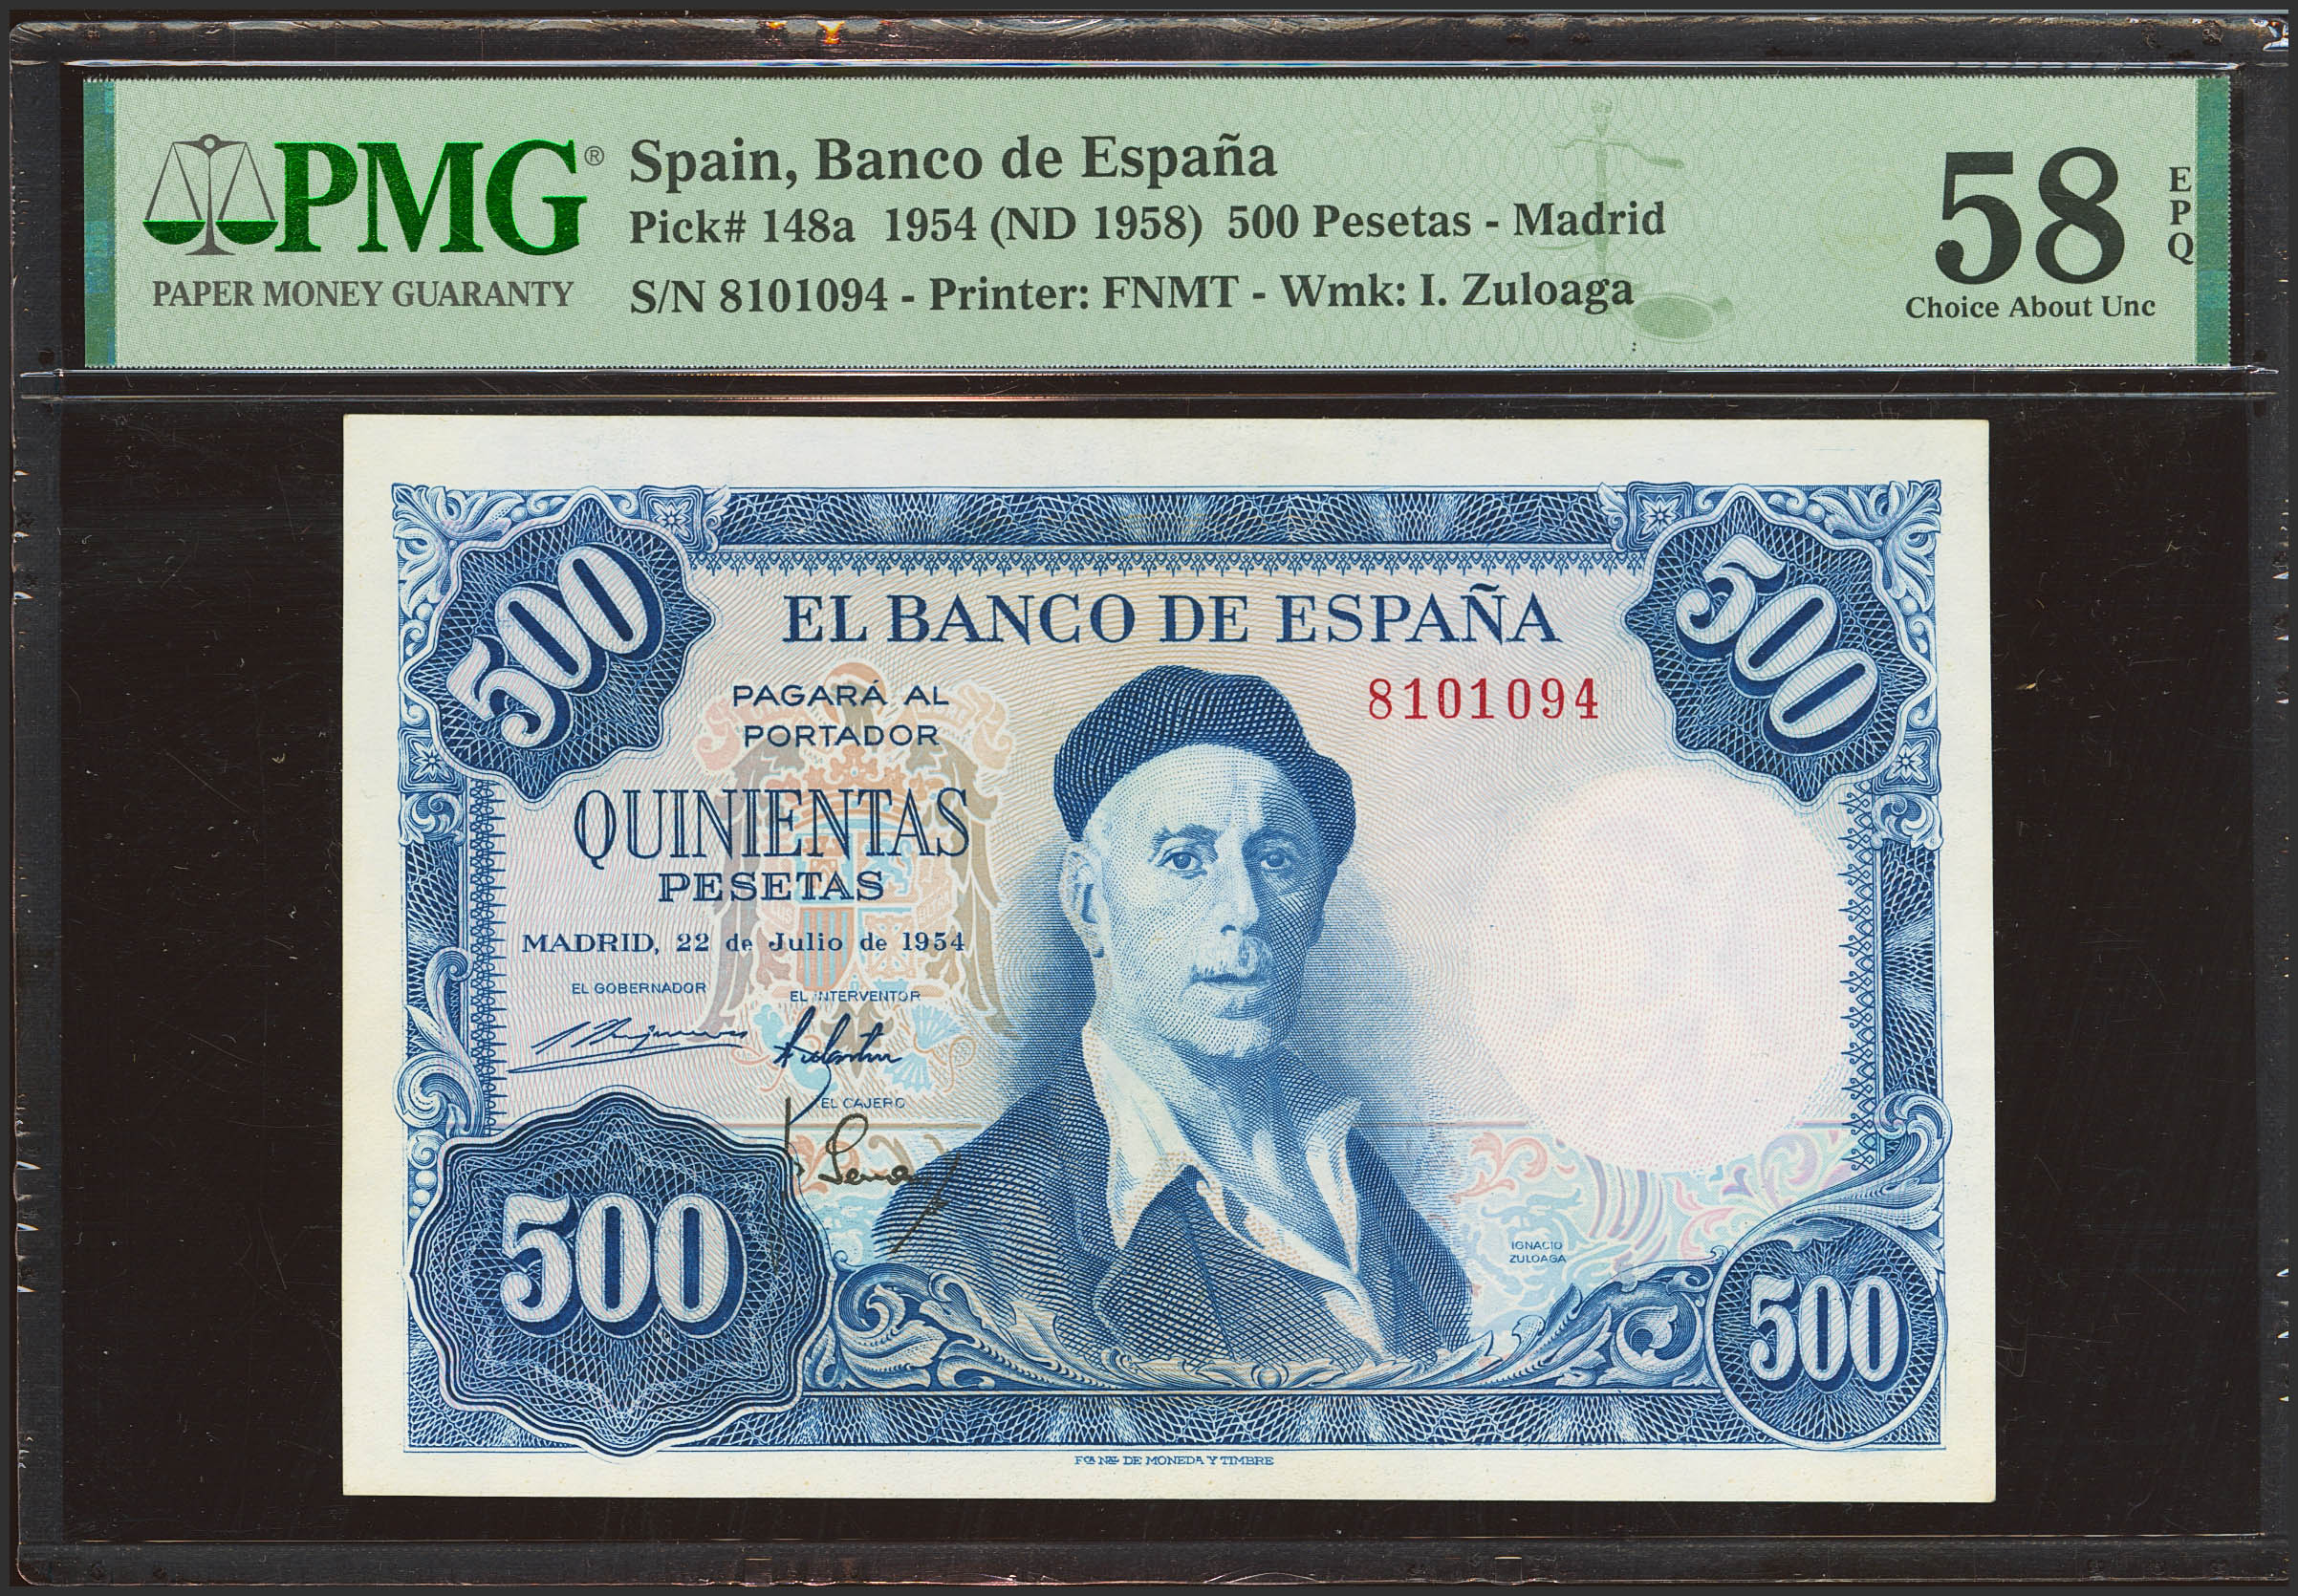 PMG®
PAPER MONEY GUARANTY
Spain, Banco de España
Pick# 148a 1954 (ND 1958) 500 Pesetas - Madrid
S/N 8101094 - Printer: FNMT - Wmk: I. Zuloaga
58
EPQ
Choice About Unc
500
500
EL BANCO DE ESPAÑA
PAGARÁ AL
PORTADOR
8101094
QUINIENTAS
PESETAS
MADRID, 22 de Julio de 1954
EL GOBERNADOR
EL INTERVENTOR
EL CAJERO
IGNACIO
ZULOAGA
500
500
FCA NAL DE MONEDA Y TIMBRE